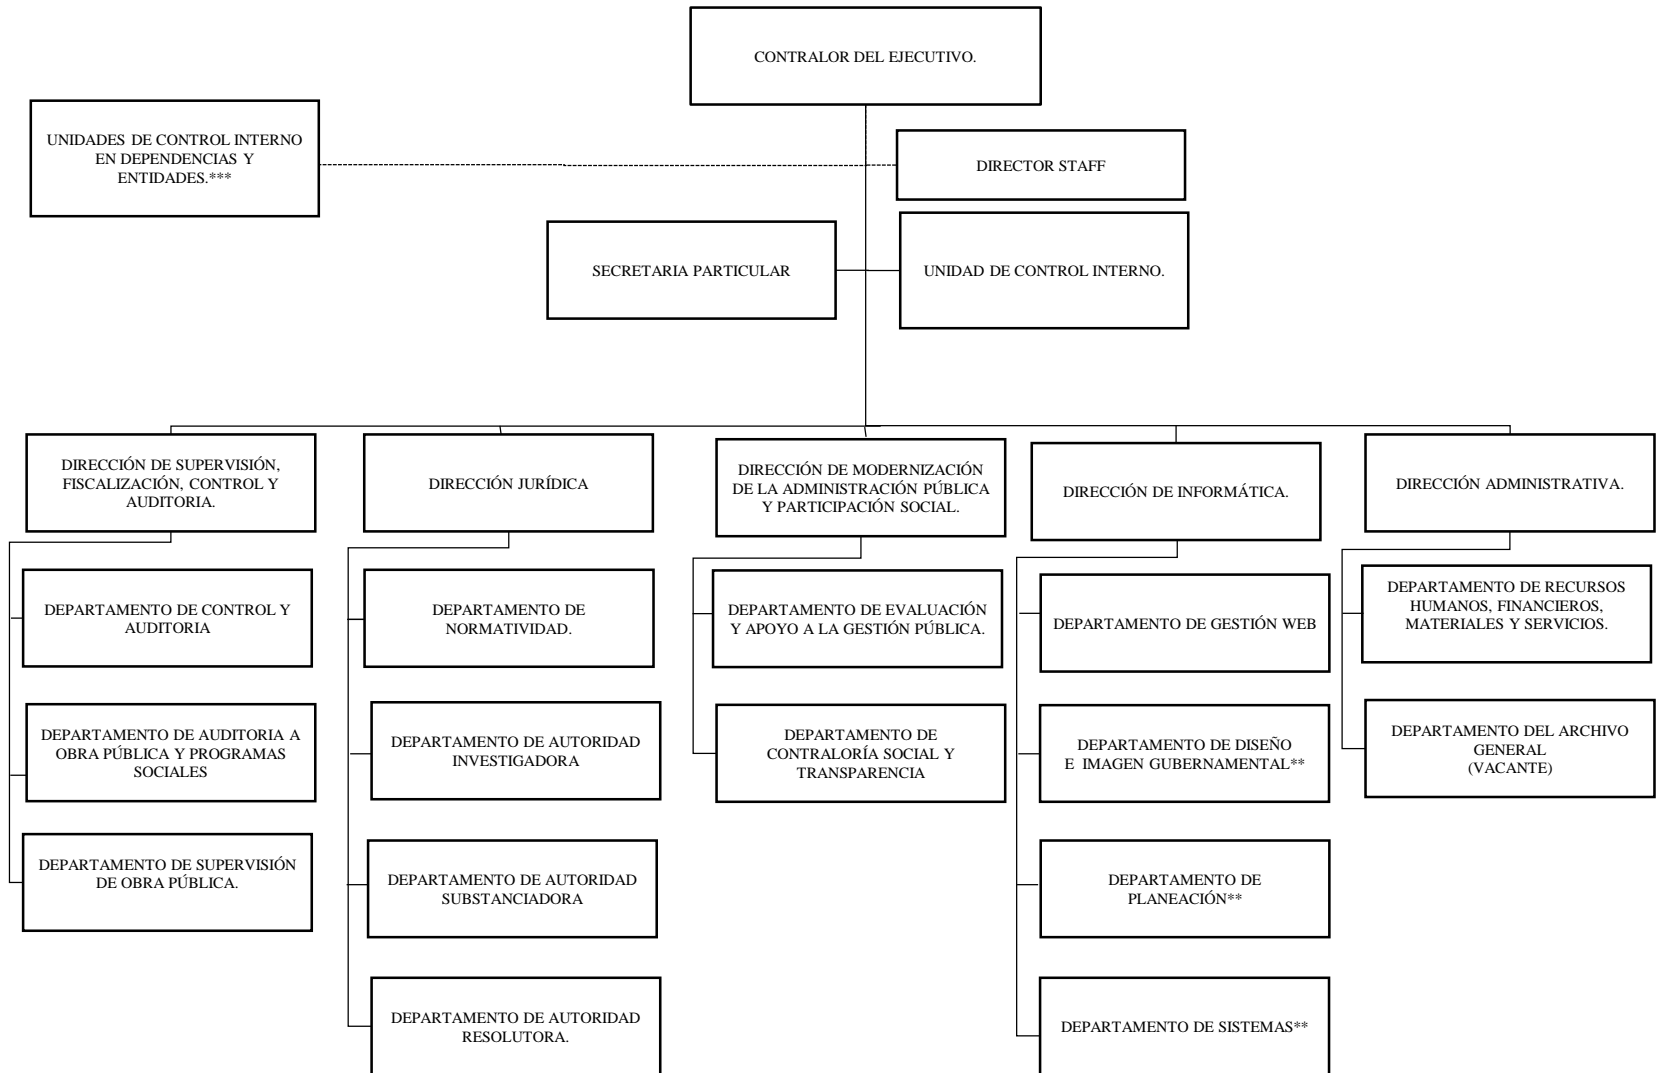 CONTRALOR DEL EJECUTIVO.
UNIDADES DE CONTROL INTERNO
EN DEPENDENCIAS Y
ENTIDADES.***
DIRECTOR STAFF
SECRETARIA PARTICULAR
UNIDAD DE CONTROL INTERNO.
DIRECCIÓN DE SUPERVISIÓN,
FISCALIZACIÓN, CONTROL Y
AUDITORIA.
DIRECCIÓN JURÍDICA
DIRECCIÓN DE MODERNIZACIÓN
DE LA ADMINISTRACIÓN PÚBLICA
Y PARTICIPACIÓN SOCIAL.
DIRECCIÓN DE INFORMÁTICA.
DIRECCIÓN ADMINISTRATIVA.
DEPARTAMENTO DE CONTROL Y
AUDITORIA
DEPARTAMENTO DE
NORMATIVIDAD.
DEPARTAMENTO DE EVALUACIÓN
Y APOYO A LA GESTIÓN PÚBLICA.
DEPARTAMENTO DE GESTIÓN WEB
DEPARTAMENTO DE RECURSOS
HUMANOS, FINANCIEROS,
MATERIALES Y SERVICIOS.
DEPARTAMENTO DE AUDITORIA A
OBRA PÚBLICA Y PROGRAMAS
SOCIALES
DEPARTAMENTO DE AUTORIDAD
INVESTIGADORA
DEPARTAMENTO DE
CONTRALORÍA SOCIAL Y
TRANSPARENCIA
DEPARTAMENTO DE DISEÑO
E IMAGEN GUBERNAMENTAL**
DEPARTAMENTO DEL ARCHIVO
GENERAL
(VACANTE)
DEPARTAMENTO DE SUPERVISIÓN
DE OBRA PÚBLICA.
DEPARTAMENTO DE AUTORIDAD
SUBSTANCIADORA
DEPARTAMENTO DE
PLANEACIÓN**
DEPARTAMENTO DE AUTORIDAD
RESOLUTORA.
DEPARTAMENTO DE SISTEMAS**